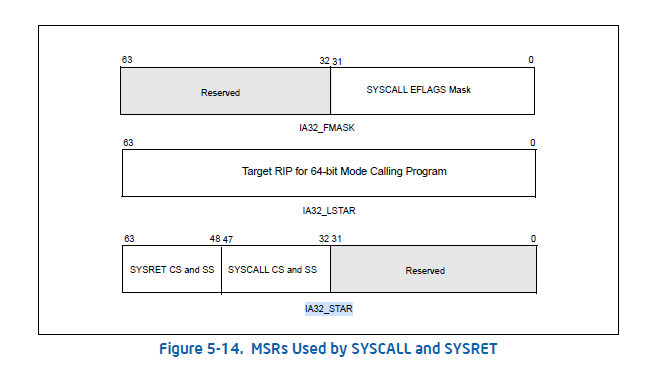 63 32 31 0
Reserved SYSCALL EFLAGS Mask
IA32_FMASK
63 0
Target RIP for 64-bit Mode Calling Program
IA32_LSTAR
63 48 47 32 31 0
SYSRET CS and SS SYSCALL CS and SS Reserved
IA32_STAR
Figure 5-14. MSRs Used by SYSCALL and SYSRET